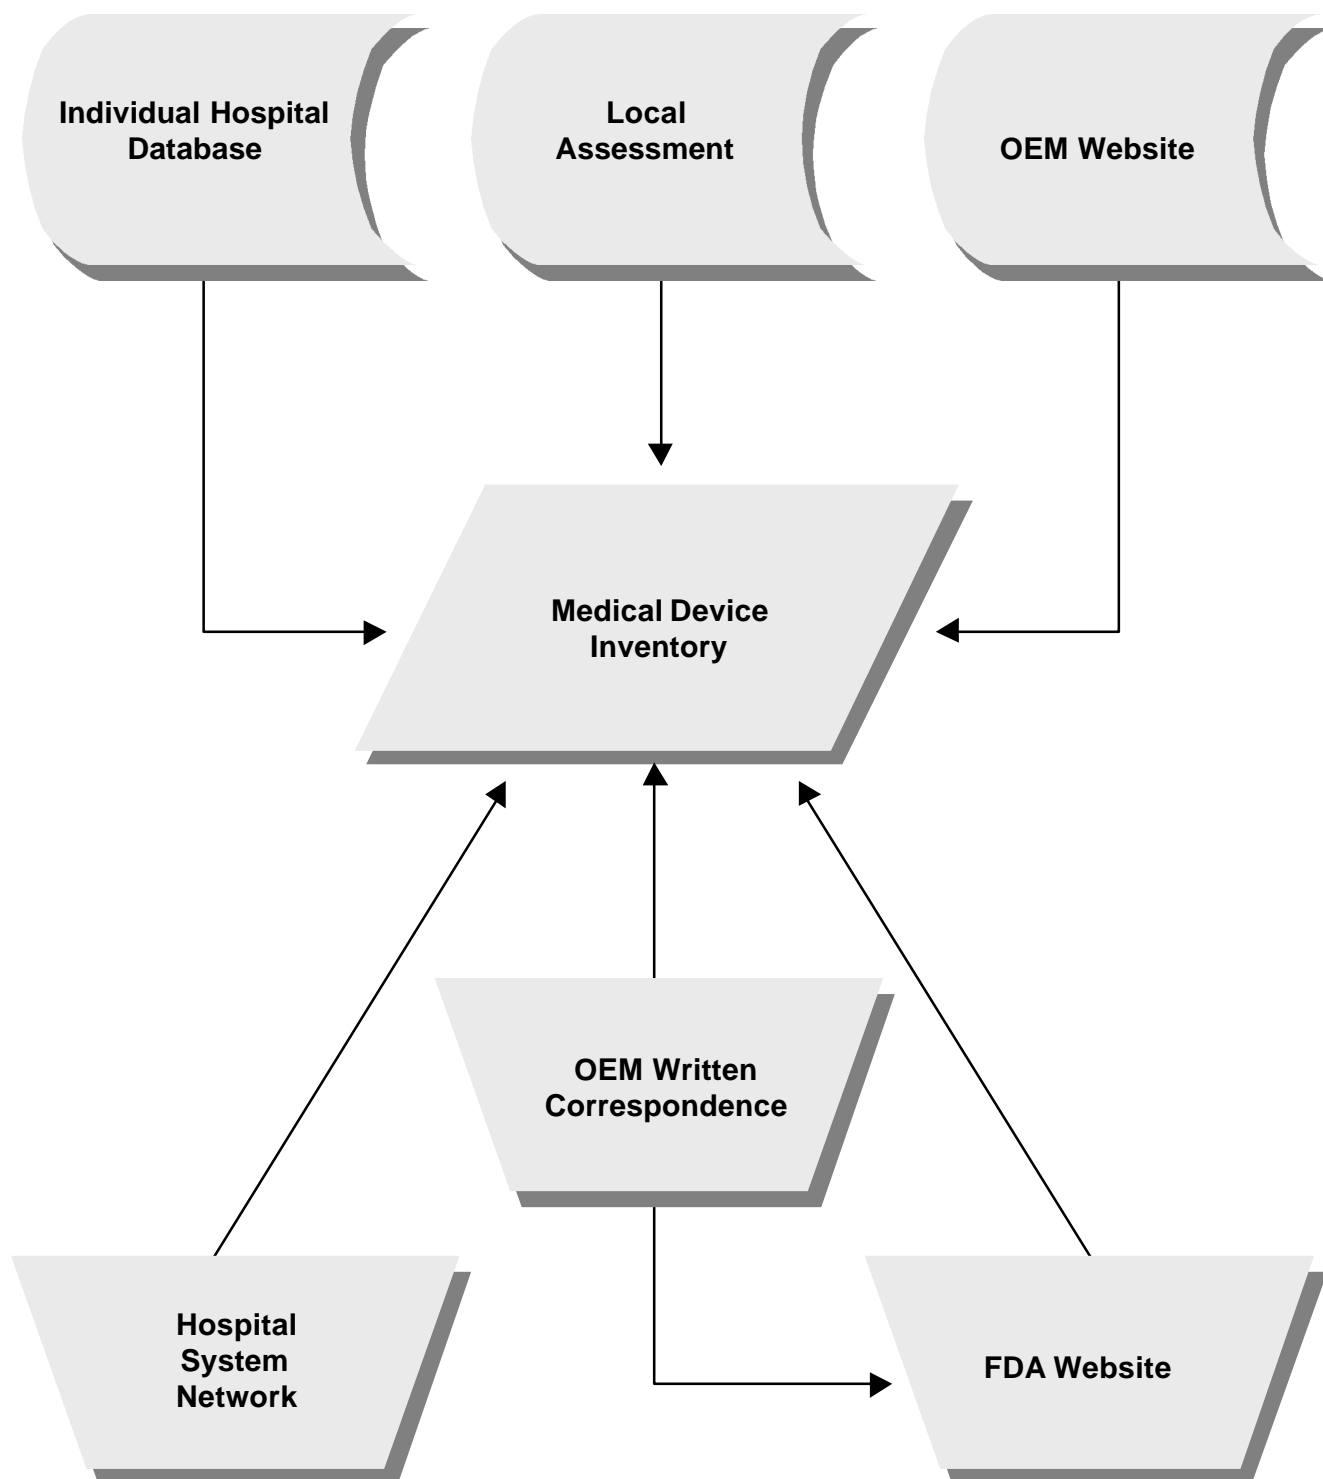 Individual Hospital
Database
Local
Assessment
OEM Website
Medical Device
Inventory
OEM Written
Correspondence
Hospital
System
Network
FDA Website